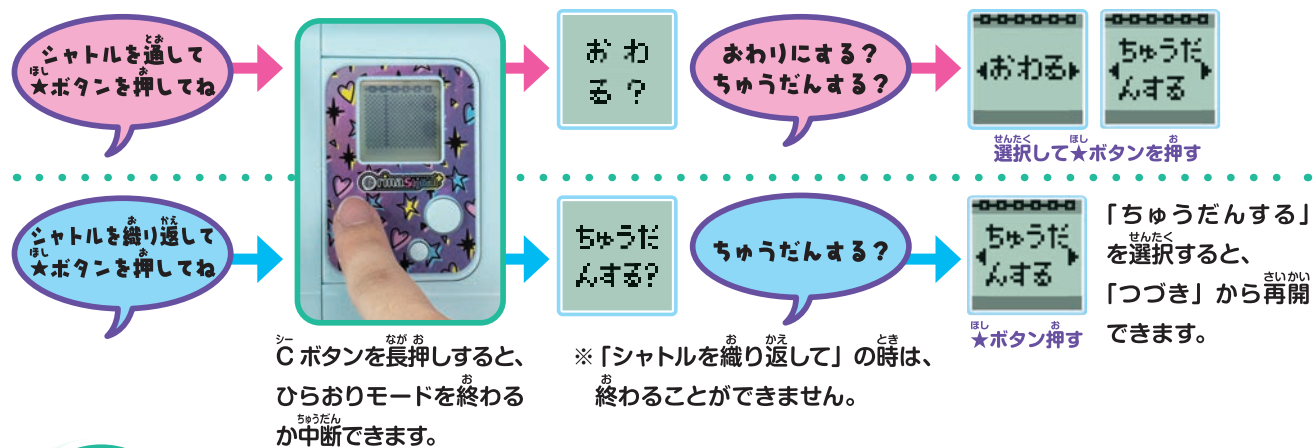 シャトルを通して
★ボタンを押してね
おわ
る?
おわりにする?
ちゅうだんする?
おわる
ちゅうだ
んする
選択して★ボタンを押す
シャトルを織り返して
★ボタンを押してね
ちゅうだ
んする?
ちゅうだんする?
ちゅうだ
んする
★ボタン押す
「ちゅうだんする」
を選択すると、
「つづき」から再開
できます。
C ボタンを長押しすると、
ひらおりモードを終わる
か中断できます。
※「シャトルを織り返して」の時は、
終わることができません。